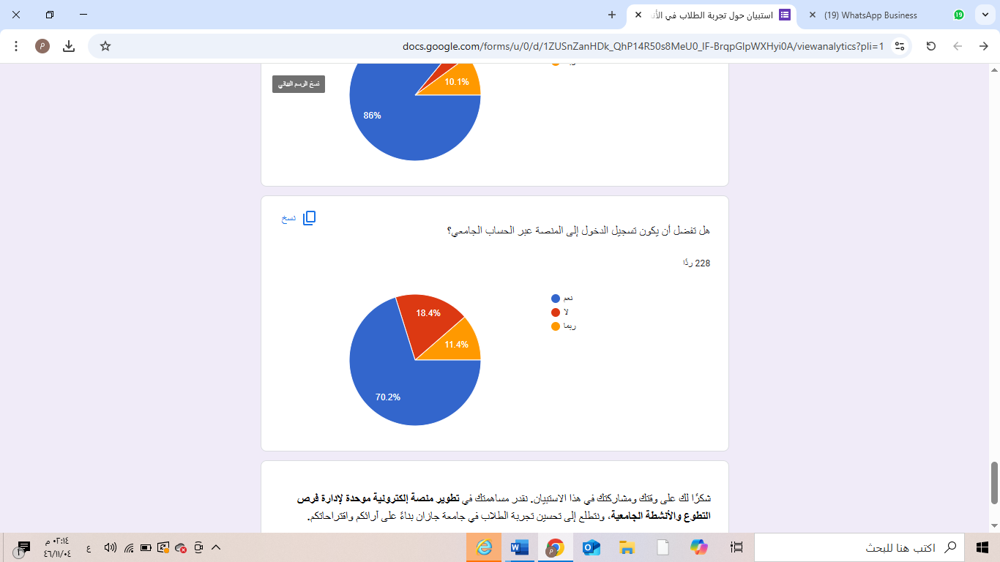 (19) WhatsApp Business
استبيان حول تجربة الطلاب في الأن
docs.google.com/forms/u/0/d/1ZUSnZanHDk_QhP14R50s8MeU0_lF-BrqpGlpWXHyi0A/viewanalytics?pli=1
نسخ الرسم البياني
10.1%
86%
نسخ
هل تفضل أن يكون تسجيل الدخول إلى المنصة عبر الحساب الجامعي؟
228 ردًا
نعم
لا
ربما
18.4%
11.4%
70.2%
شكرًا لك على وقتك ومشاركتك في هذا الاستبيان. نقدر مساهمتك في تطوير منصة إلكترونية موحدة لإدارة فرص
التطوع والأنشطة الجامعية، ونتطلع إلى تحسين تجربة الطلاب في جامعة جازان بناءً على آرائكم واقتراحاتكم.
اكتب هنا للبحث
ع
٠٢:١٤ م
٤٦/١١/٠٤